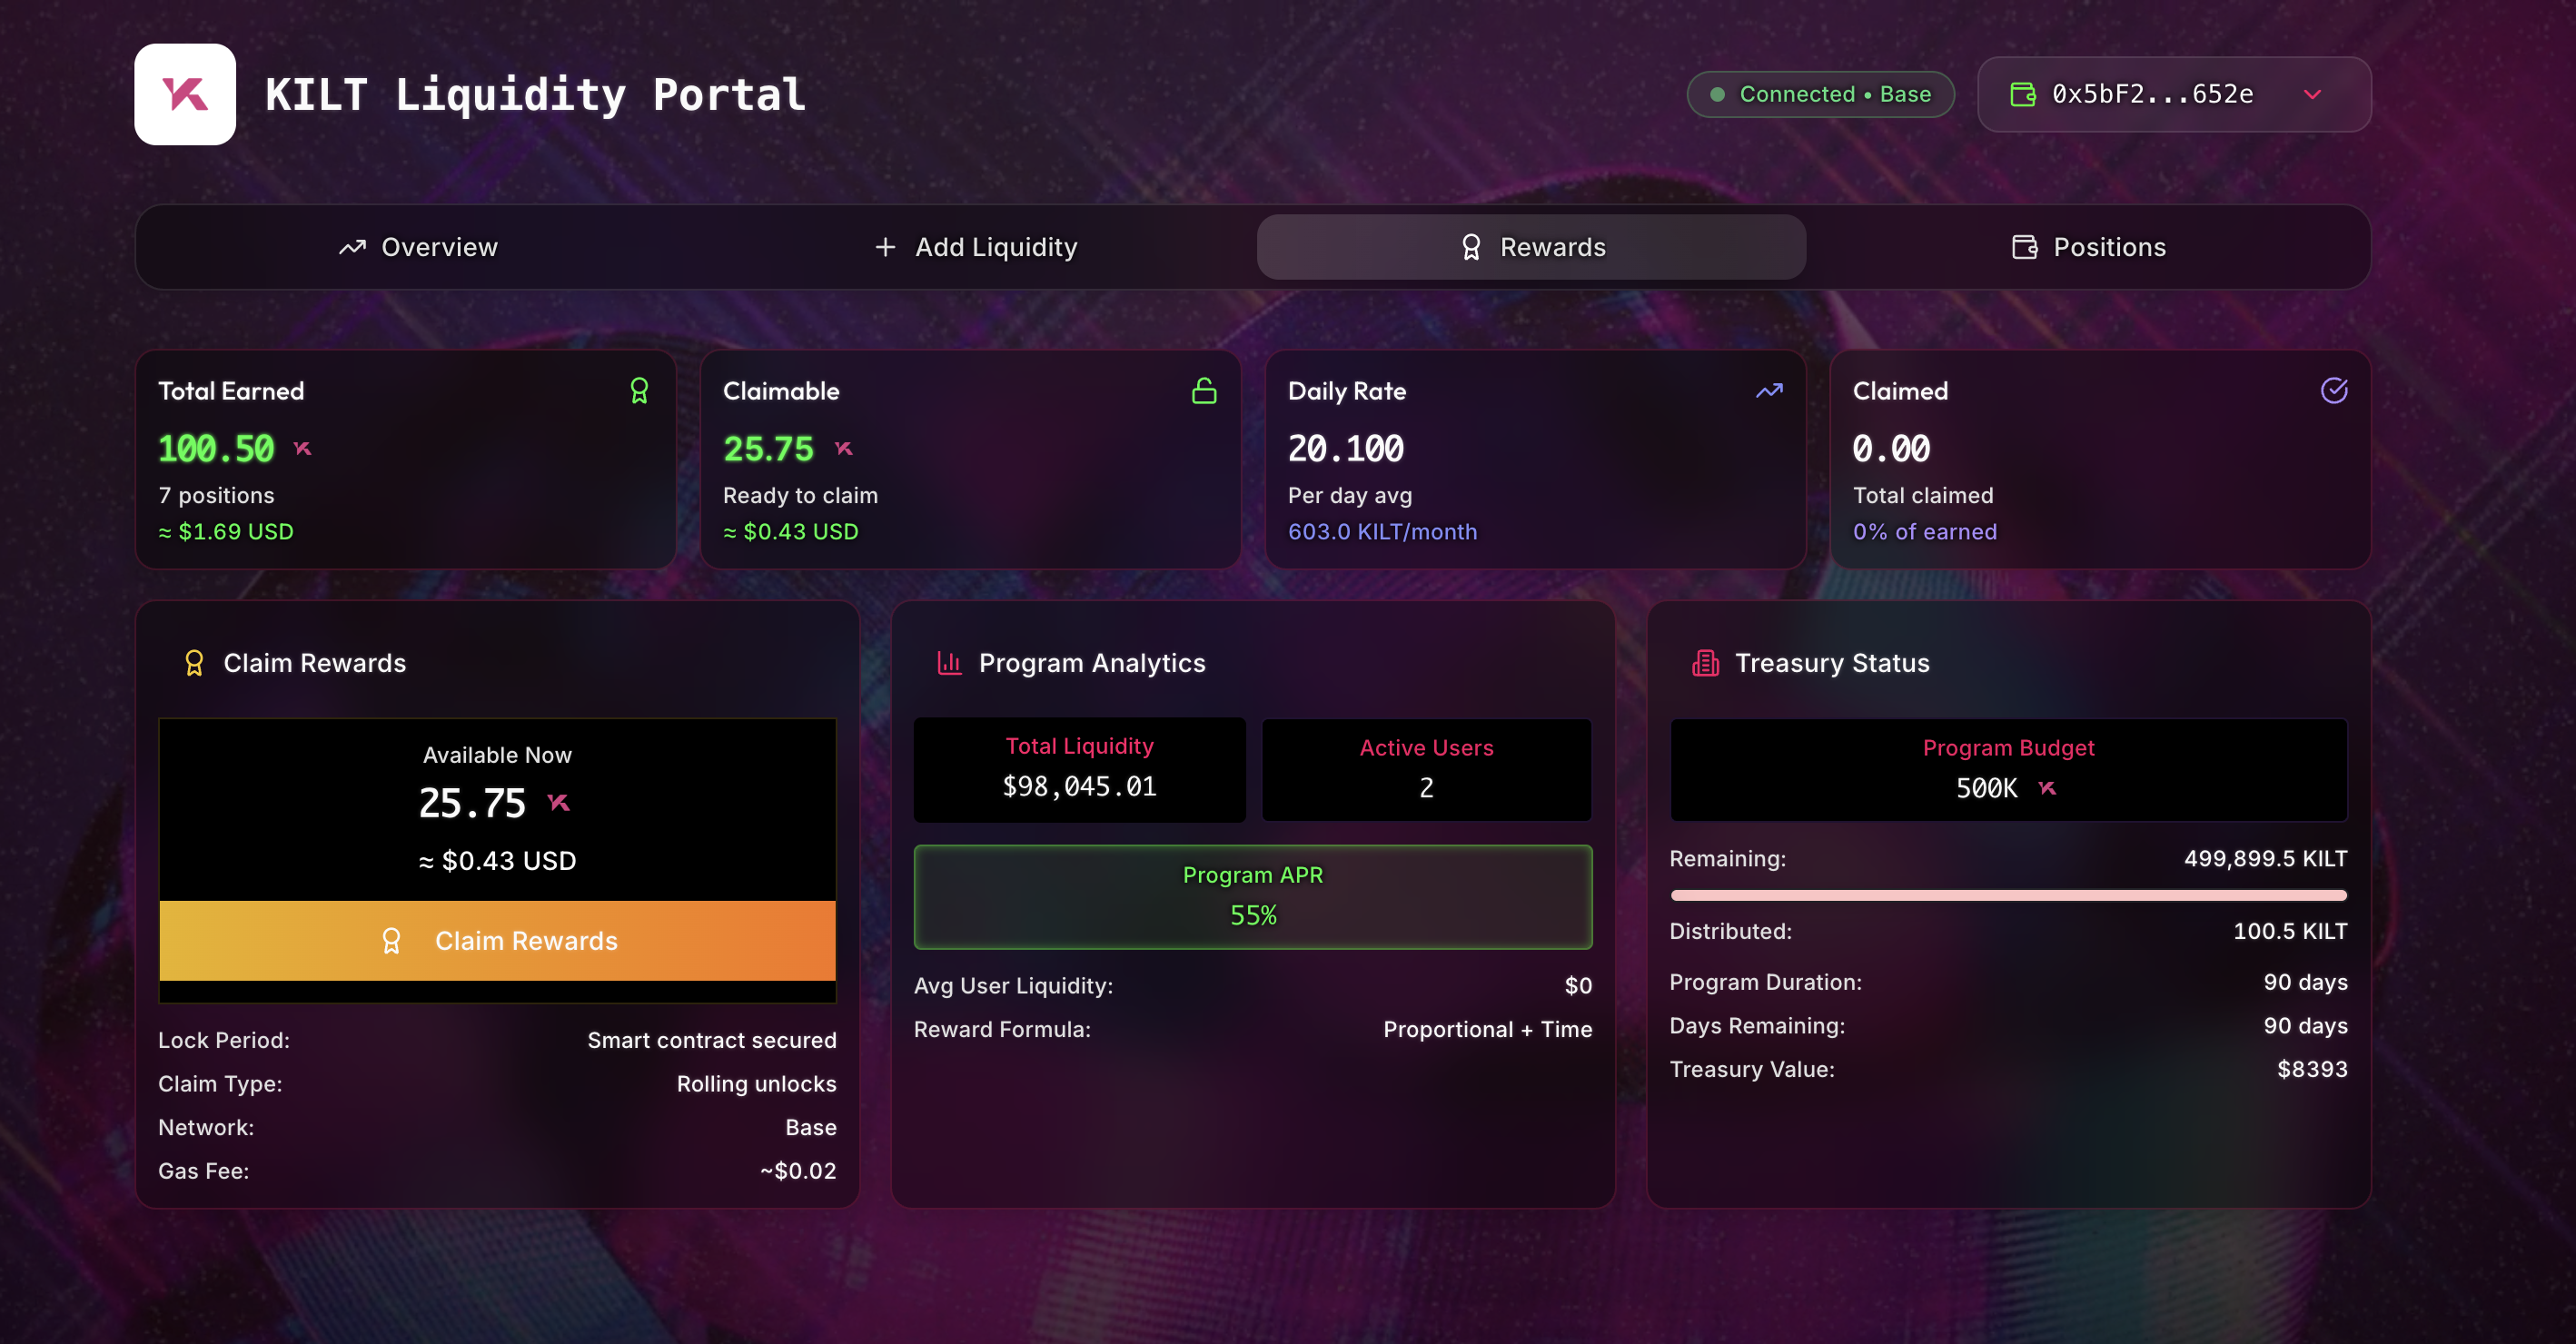 KILT Liquidity Portal
Connected • Base
0x5bF2...652e
Overview
Add Liquidity
Rewards
Positions
Total Earned
100.50
7 positions
≈ $1.69 USD
Claimable
25.75
Ready to claim
≈ $0.43 USD
Daily Rate
20.100
Per day avg
603.0 KILT/month
Claimed
0.00
Total claimed
0% of earned
Claim Rewards
Available Now
25.75
≈ $0.43 USD
Claim Rewards
Lock Period: Smart contract secured
Claim Type: Rolling unlocks
Network: Base
Gas Fee: ~$0.02
Program Analytics
Total Liquidity
$98,045.01
Active Users
2
Program APR
55%
Avg User Liquidity: $0
Reward Formula: Proportional + Time
Treasury Status
Program Budget
500K
Remaining: 499,899.5 KILT
Distributed: 100.5 KILT
Program Duration: 90 days
Days Remaining: 90 days
Treasury Value: $8393